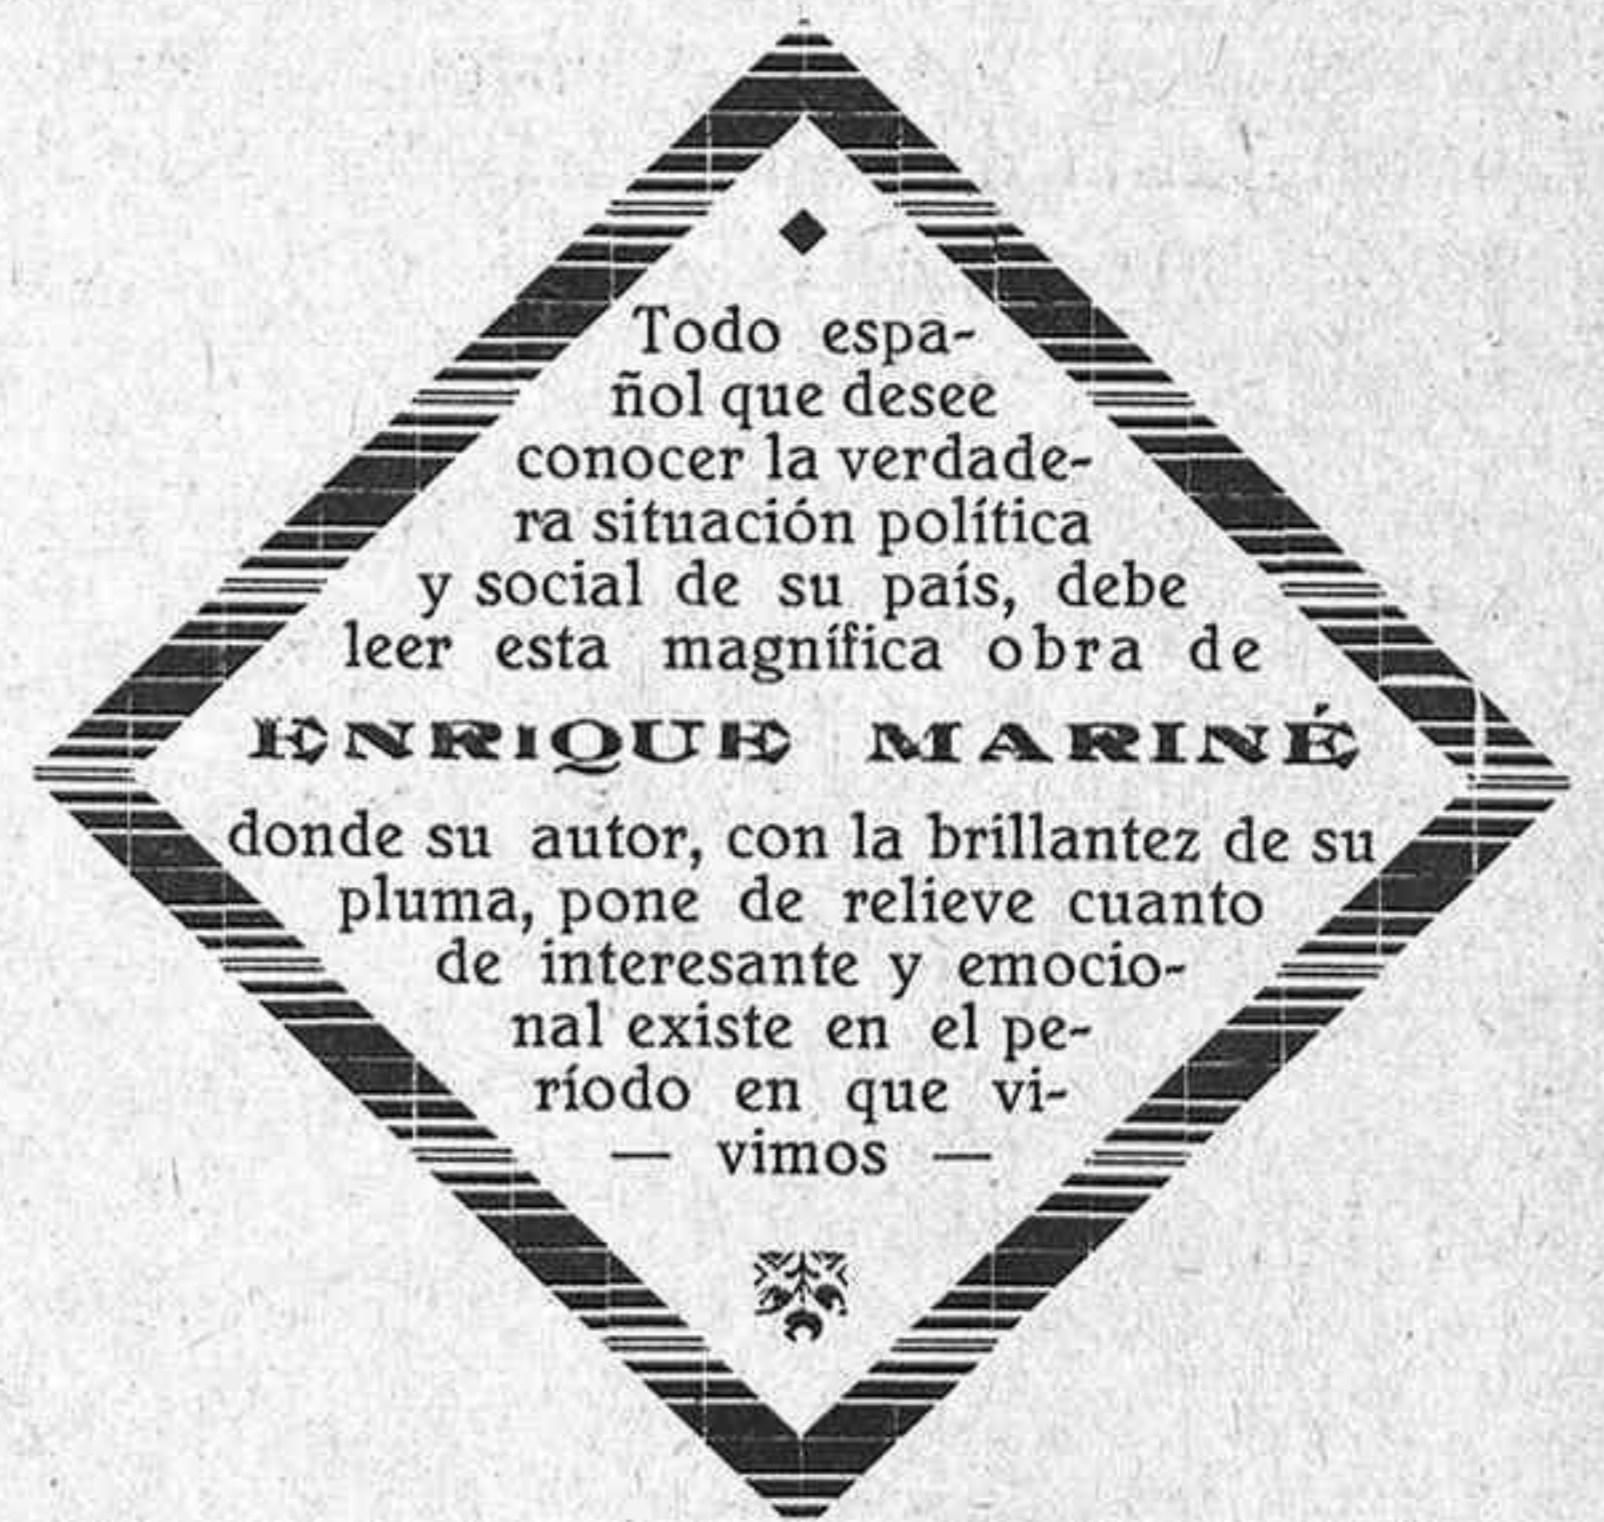 Todo espa-
ñol que desee
conocer la verdade-
ra situación política
y social de su país, debe
leer esta magnífica obra de
ENRIQUE MARINÉ
donde su autor, con la brillantez de su
pluma, pone de relieve cuanto
de interesante y emocio-
nal existe en el pe-
ríodo en que vi-
— vimos —